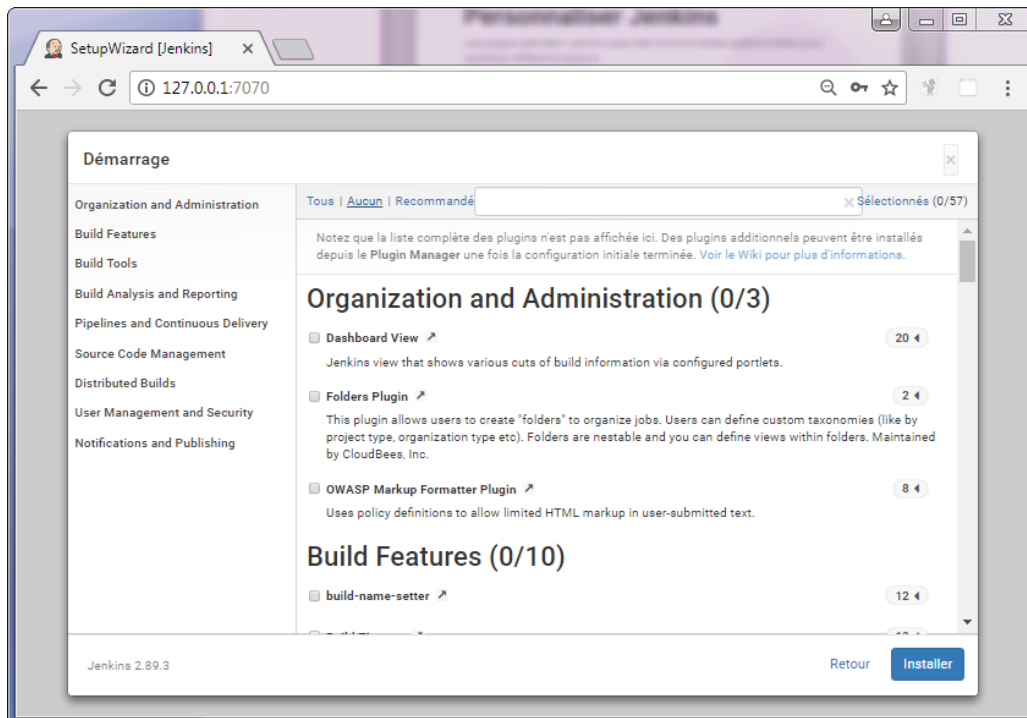 Personnaliser Jenkins
SetupWizard [Jenkins]
127.0.0.1:7070
Démarrage
Organization and Administration
Build Features
Build Tools
Build Analysis and Reporting
Pipelines and Continuous Delivery
Source Code Management
Distributed Builds
User Management and Security
Notifications and Publishing
Tous | Aucun | Recommandé
Sélectionnés (0/57)
Notez que la liste complète des plugins n'est pas affichée ici. Des plugins additionnels peuvent être installés
depuis le Plugin Manager une fois la configuration initiale terminée. Voir le Wiki pour plus d'informations.
Organization and Administration (0/3)
Dashboard View 20
Jenkins view that shows various cuts of build information via configured portlets.
Folders Plugin 2
This plugin allows users to create "folders" to organize jobs. Users can define custom taxonomies (like by
project type, organization type etc). Folders are nestable and you can define views within folders. Maintained
by CloudBees, Inc.
OWASP Markup Formatter Plugin 8
Uses policy definitions to allow limited HTML markup in user-submitted text.
Build Features (0/10)
build-name-setter 12
Jenkins 2.89.3
Retour
Installer